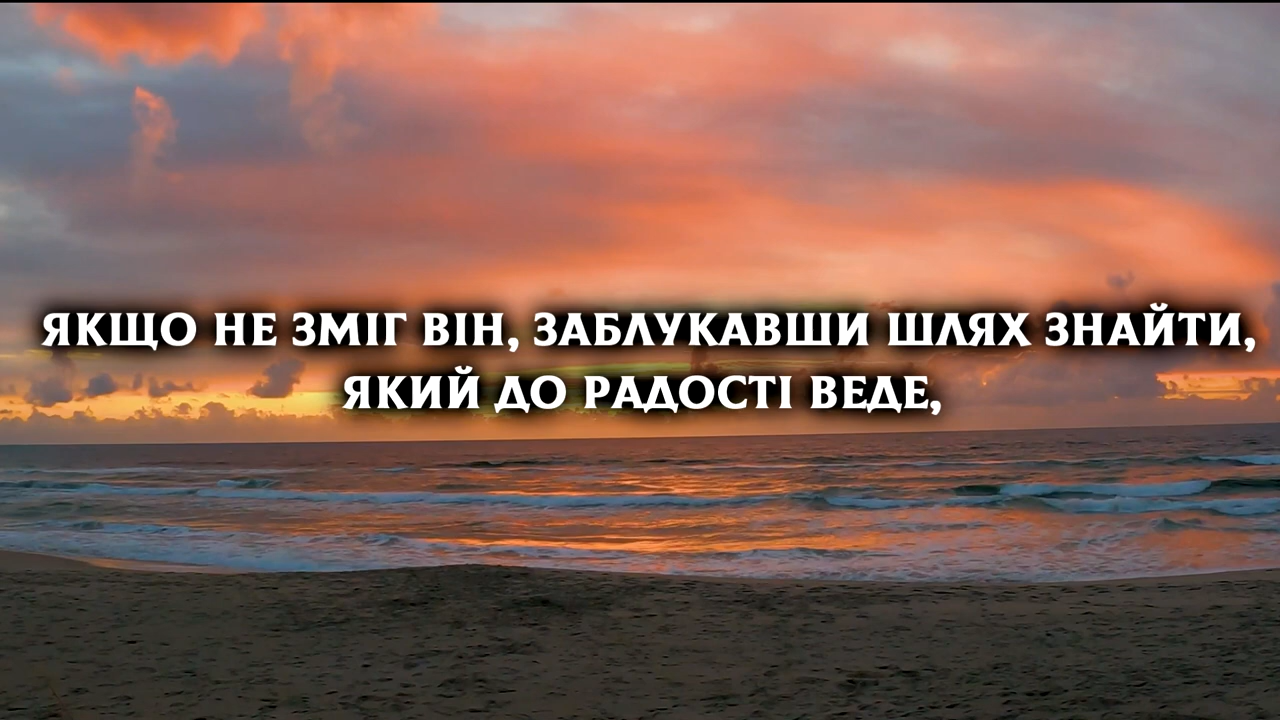 ЯКЩО НЕ ЗМІГ ВІН, ЗАБЛУКАВШИ ШЛЯХ ЗНАЙТИ,
ЯКИЙ ДО РАДОСТІ ВЕДЕ,